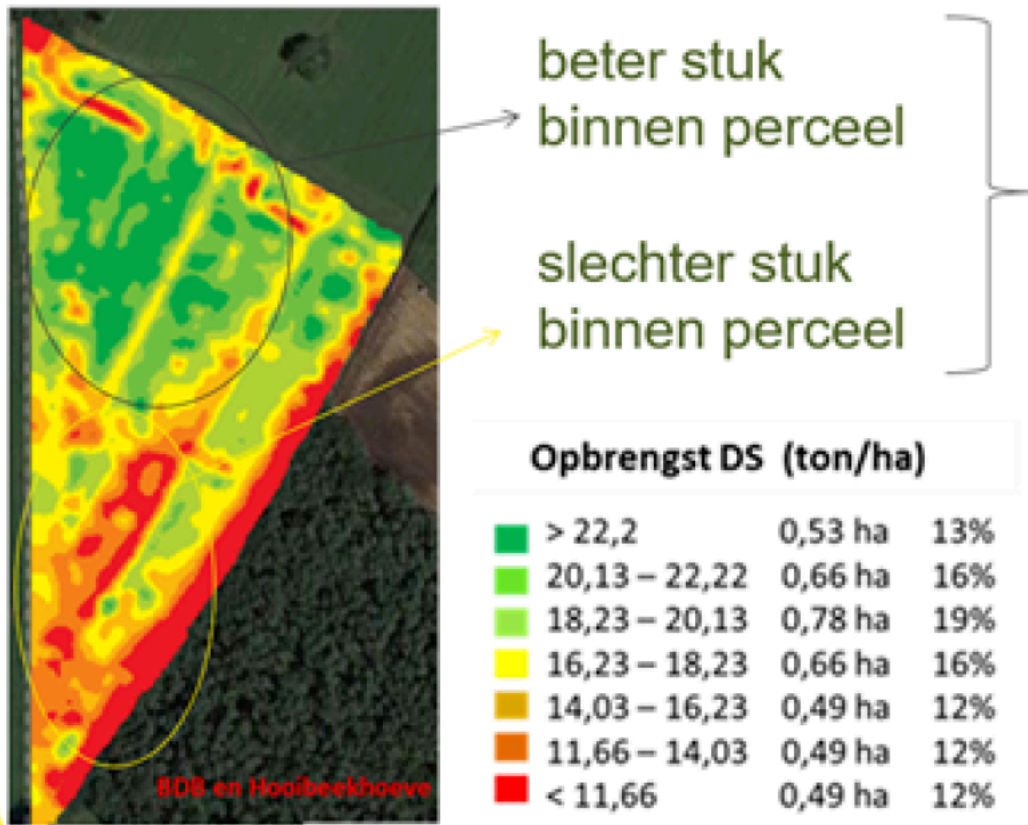 beter stuk
binnen perceel
slechter stuk
binnen perceel
Opbrengst DS (ton/ha)
> 22,2 0,53 ha 13%
20,13 – 22,22 0,66 ha 16%
18,23 – 20,13 0,78 ha 19%
16,23 – 18,23 0,66 ha 16%
14,03 – 16,23 0,49 ha 12%
11,66 – 14,03 0,49 ha 12%
< 11,66 0,49 ha 12%
BDB en Hooibeekhoeve